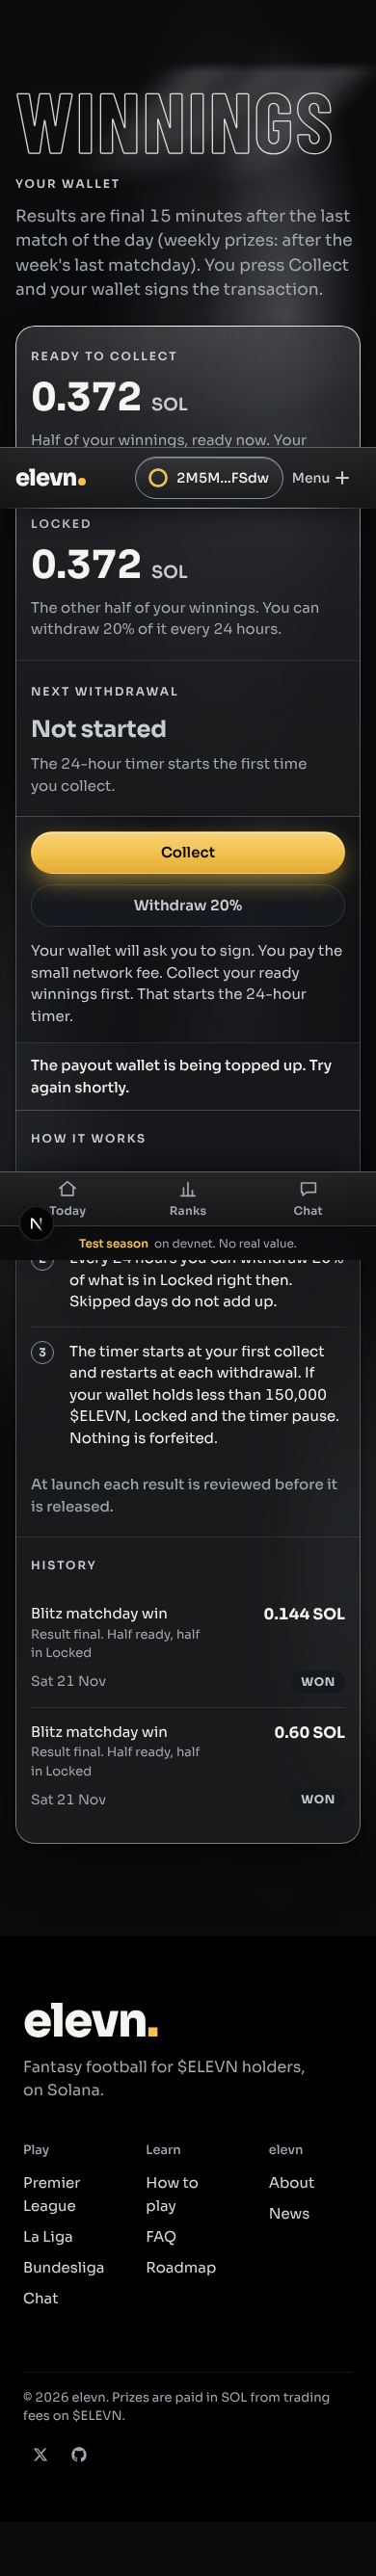 WINNINGS
YOUR WALLET
Results are final 15 minutes after the last
match of the day (weekly prizes: after the
week's last matchday). You press Collect
and your wallet signs the transaction.
READY TO COLLECT
0.372 SOL
Half of your winnings, ready now. Your
elevn.
2M5M...FSdw
Menu
LOCKED
0.372 SOL
The other half of your winnings. You can
withdraw 20% of it every 24 hours.
NEXT WITHDRAWAL
Not started
The 24-hour timer starts the first time
you collect.
Collect
Withdraw 20%
Your wallet will ask you to sign. You pay the
small network fee. Collect your ready
winnings first. That starts the 24-hour
timer.
The payout wallet is being topped up. Try
again shortly.
HOW IT WORKS
Today
Ranks
Chat
N
Test season on devnet. No real value.
2
Every 24 hours you can withdraw 20%
of what is in Locked right then.
Skipped days do not add up.
3
The timer starts at your first collect
and restarts at each withdrawal. If
your wallet holds less than 150,000
$ELEVN, Locked and the timer pause.
Nothing is forfeited.
At launch each result is reviewed before it
is released.
HISTORY
Blitz matchday win
0.144 SOL
Result final. Half ready, half
in Locked
Sat 21 Nov
WON
Blitz matchday win
0.60 SOL
Result final. Half ready, half
in Locked
Sat 21 Nov
WON
elevn.
Fantasy football for $ELEVN holders,
on Solana.
Play
Premier
League
La Liga
Bundesliga
Chat
Learn
How to
play
FAQ
Roadmap
elevn
About
News
© 2026 elevn. Prizes are paid in SOL from trading
fees on $ELEVN.